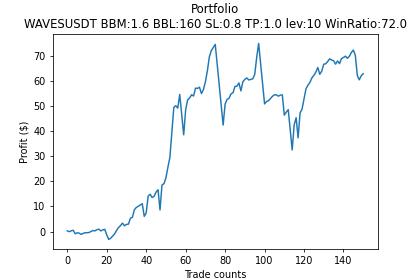 Portfolio
WAVESUSDT BBM:1.6 BBL:160 SL:0.8 TP:1.0 lev:10 WinRatio:72.0
70
60
50
40
30
20
10
0
Profit ($)
0 20 40 60 80 100 120 140
Trade counts